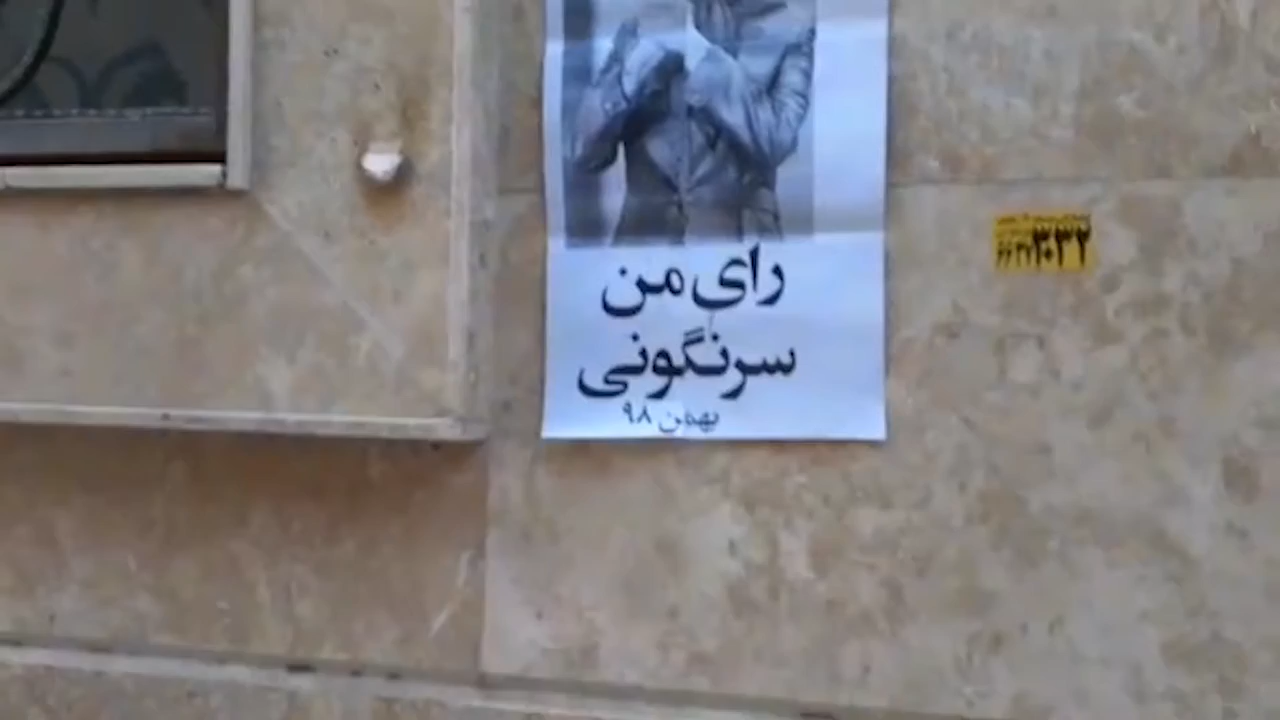 رای من
سرنگونی
بهمن ۹۸